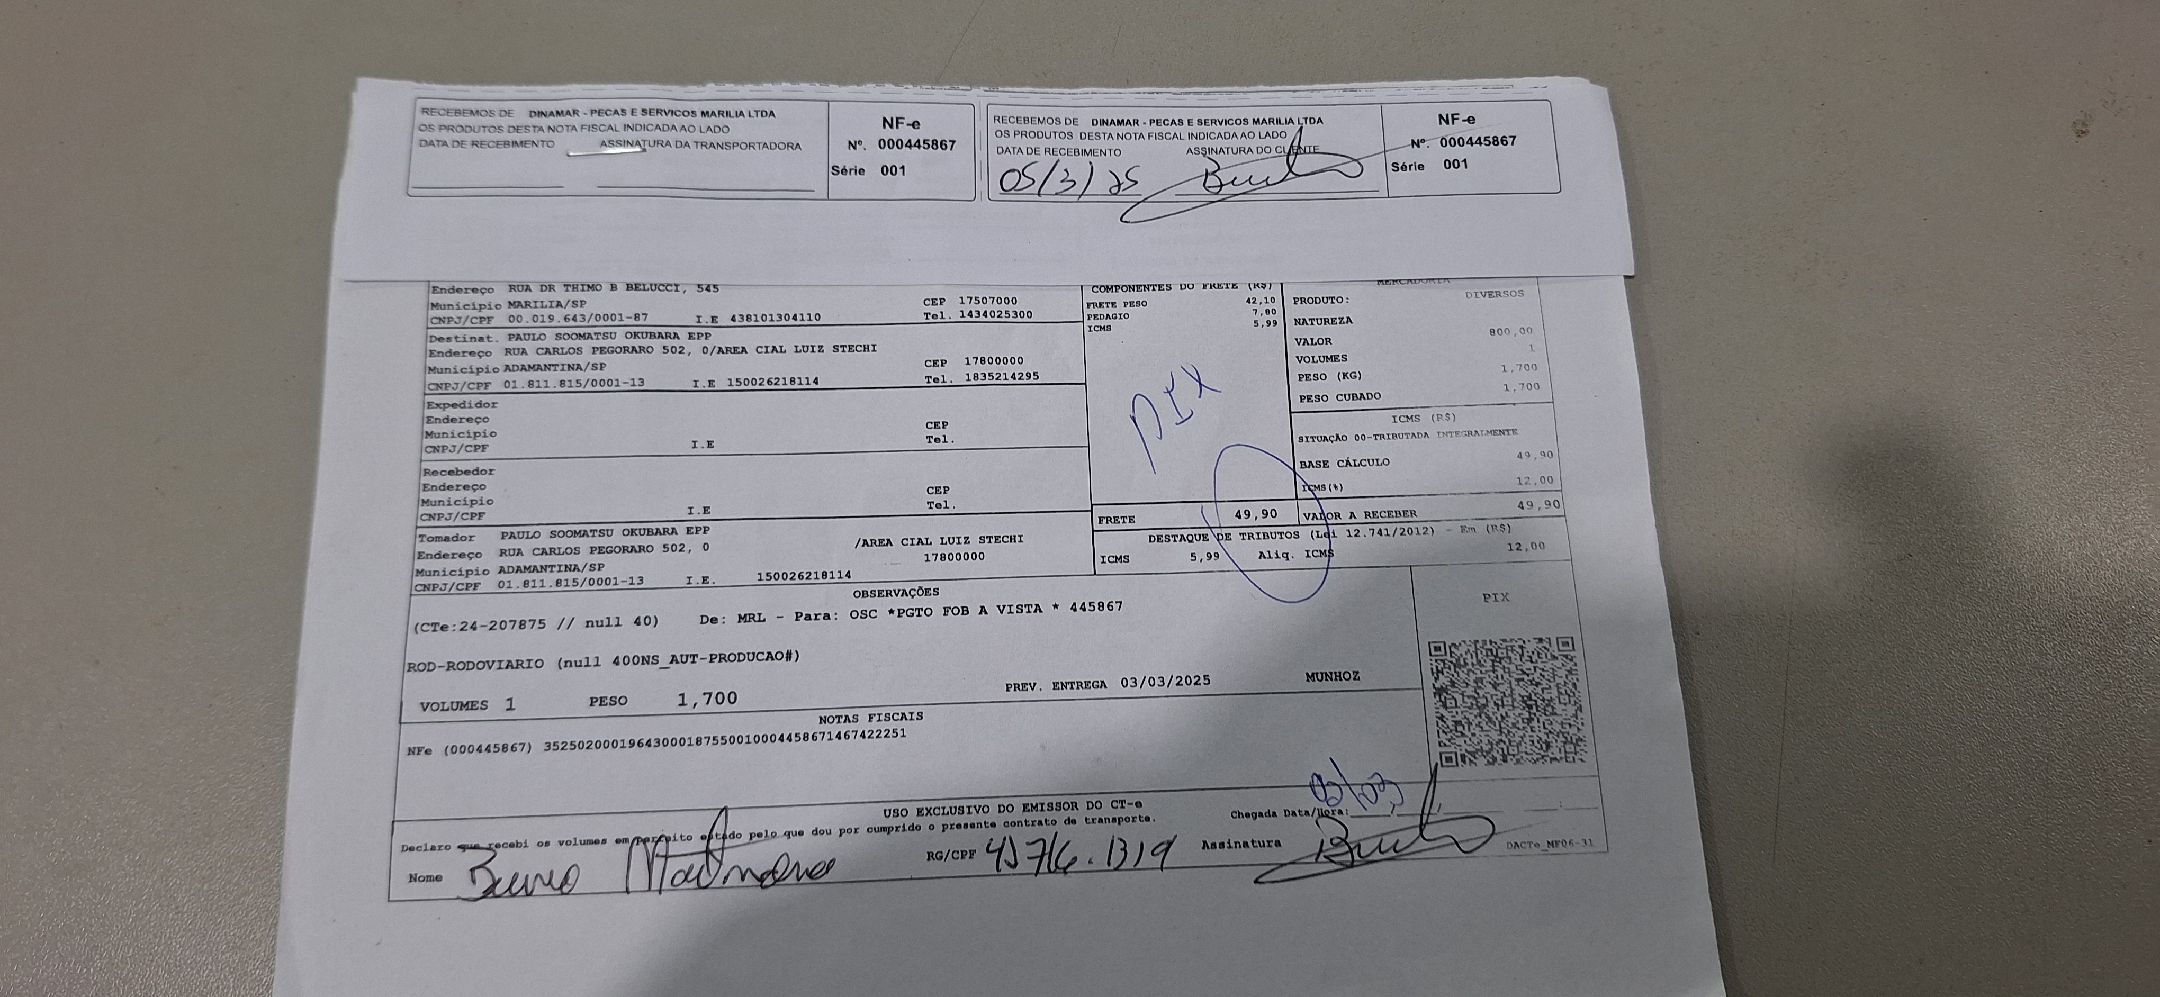 RECEBEMOS DE DINAMAR - PECAS E SERVICOS MARILIA LTDA
OS PRODUTOS DESTA NOTA FISCAL INDICADA AO LADO
DATA DE RECEBIMENTO ASSINATURA DA TRANSPORTADORA
NF-e
Nº. 000445867
Série 001
RECEBEMOS DE DINAMAR - PECAS E SERVICOS MARILIA LTDA
OS PRODUTOS DESTA NOTA FISCAL INDICADA AO LADO
DATA DE RECEBIMENTO ASSINATURA DO CLIENTE
05/3/25
NF-e
Nº. 000445867
Série 001
Endereço RUA DR THIMO B BELUCCI, 545
Município MARILIA/SP CEP 17507000
CNPJ/CPF 00.019.643/0001-87 I.E 438101304110 Tel. 1434025300
Destinat. PAULO SOOMATSU OKUBARA EPP
Endereço RUA CARLOS PEGORARO 502, 0/AREA CIAL LUIZ STECHI
Município ADAMANTINA/SP CEP 17800000
CNPJ/CPF 01.811.815/0001-13 I.E 150026218114 Tel. 1835214295
Expedidor
Endereço
Município CEP
CNPJ/CPF I.E Tel.
Recebedor
Endereço
Município CEP
CNPJ/CPF I.E Tel.
Tomador PAULO SOOMATSU OKUBARA EPP
Endereço RUA CARLOS PEGORARO 502, 0 /AREA CIAL LUIZ STECHI
Município ADAMANTINA/SP 17800000
CNPJ/CPF 01.811.815/0001-13 I.E. 150026218114
COMPONENTES DO FRETE (R$)
FRETE PESO 42,10
PEDAGIO 7,80
ICMS 5,99
PIX
FRETE 49,90
MERCADORIA
PRODUTO: DIVERSOS
NATUREZA
VALOR 800,00
VOLUMES 1
PESO (KG) 1,700
PESO CUBADO 1,700
ICMS (R$)
SITUAÇÃO 00-TRIBUTADA INTEGRALMENTE
BASE CÁLCULO 49,90
ICMS(%) 12,00
VALOR A RECEBER 49,90
DESTAQUE DE TRIBUTOS (Lei 12.741/2012) - Em (R$)
ICMS 5,99 Aliq. ICMS 12,00
OBSERVAÇÕES
(CTe:24-207875 // null 40) De: MRL - Para: OSC *PGTO FOB A VISTA * 445867
ROD-RODOVIARIO (null 400NS_AUT-PRODUCAO#)
VOLUMES 1 PESO 1,700 PREV. ENTREGA 03/03/2025 MUNHOZ
PIX
NOTAS FISCAIS
NFe (000445867) 35250200019643000187550010004458671467422251
USO EXCLUSIVO DO EMISSOR DO CT-e
Declaro que recebi os volumes em perfeito estado pelo que dou por cumprido o presente contrato de transporte.
Chegada Data/Hora:
Nome Bruno RG/CPF Assinatura
DACTe_MF06-31